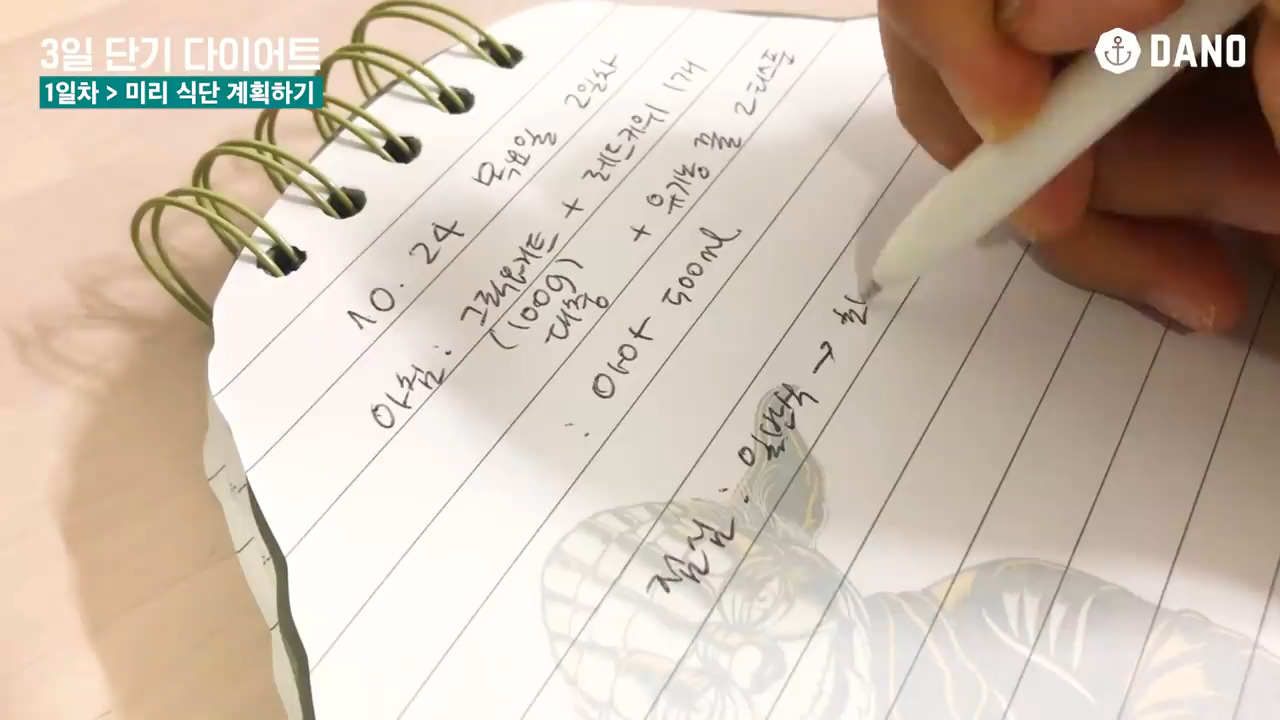 3일 단기 다이어트
1일차 > 미리 식단 계획하기
DANO
10. 24 목요일 2일차
아침: 그릭요거트 + 레드키위 1개
(100g) + 유기농 꿀 2티스푼
대충
: 아아 500ml.
점심: 일반식 →